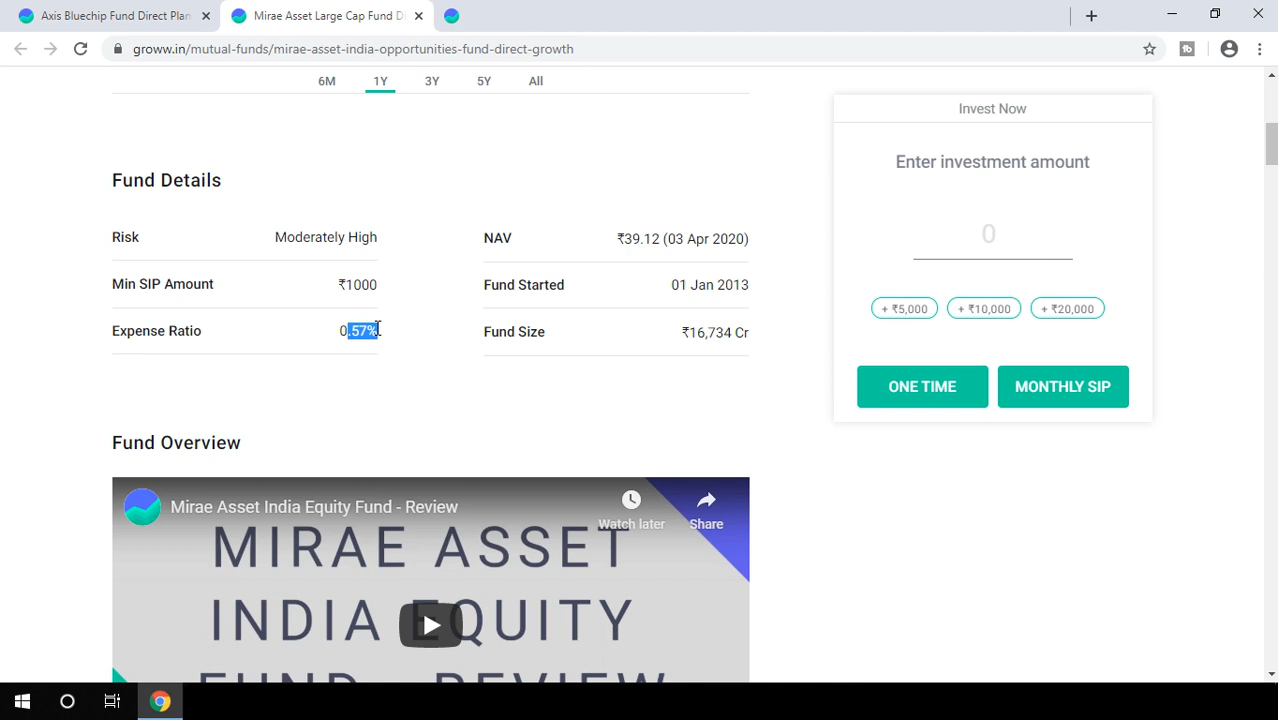 Axis Bluechip Fund Direct Plan
Mirae Asset Large Cap Fund D
groww.in/mutual-funds/mirae-asset-india-opportunities-fund-direct-growth
6M 1Y 3Y 5Y All
Fund Details
Risk Moderately High
NAV ₹39.12 (03 Apr 2020)
Min SIP Amount ₹1000
Fund Started 01 Jan 2013
Expense Ratio 0.57%
Fund Size ₹16,734 Cr
Fund Overview
Mirae Asset India Equity Fund - Review
Watch later Share
MIRAE ASSET
INDIA EQUITY
FUND - REVIEW
Invest Now
Enter investment amount
0
+ ₹5,000 + ₹10,000 + ₹20,000
ONE TIME MONTHLY SIP